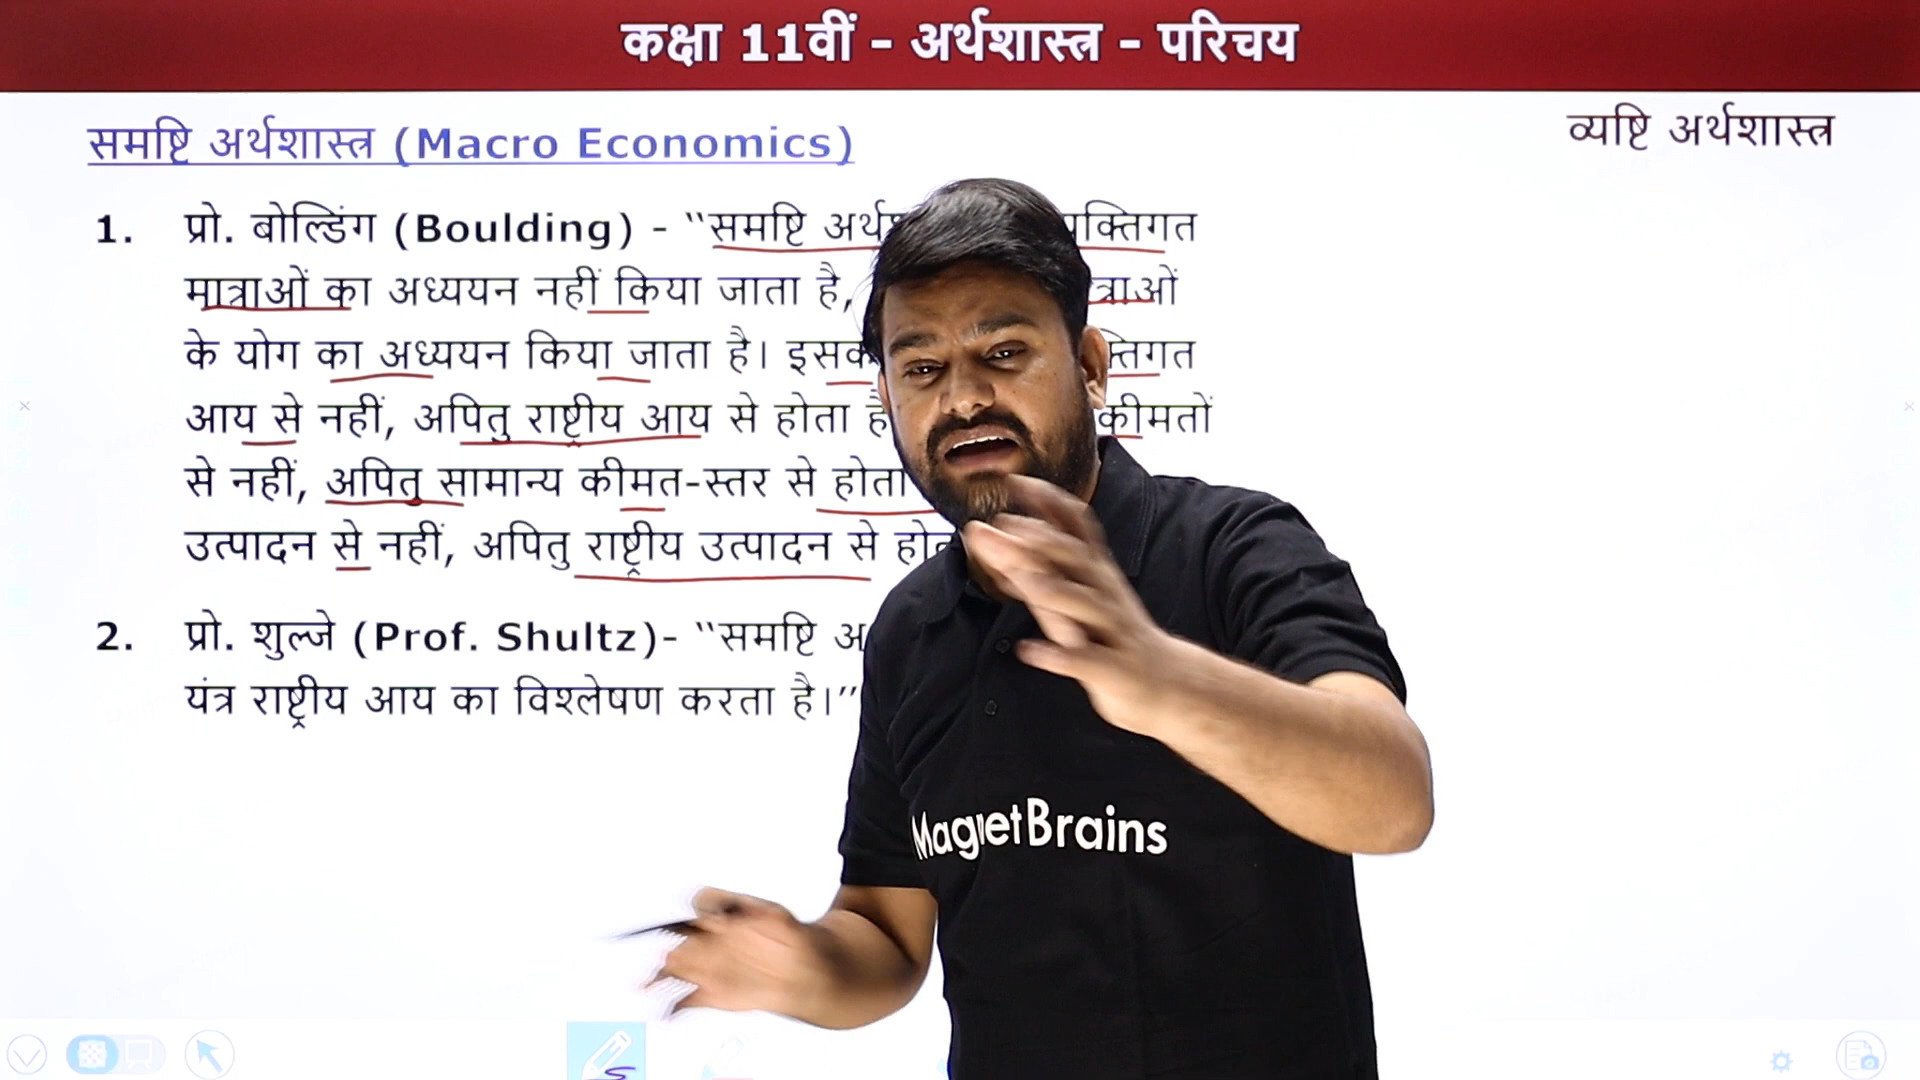 कक्षा 11वीं - अर्थशास्त्र - परिचय
समष्टि अर्थशास्त्र (Macro Economics)
व्यष्टि अर्थशास्त्र
1. प्रो. बोल्डिंग (Boulding) - “समष्टि
मात्राओं का अध्ययन नहीं किया जाता है,
के योग का अध्ययन किया जाता है।
आय से नहीं, अपितु राष्ट्रीय आय से होता कीमतों
से नहीं, अपितु सामान्य कीमत-स्तर से होता
उत्पादन से नहीं, अपितु राष्ट्रीय उत्पादन से
2. प्रो. शुल्जे (Prof. Shultz)- “समष्टि
यंत्र राष्ट्रीय आय का विश्लेषण करता है।”
MagnetBrains